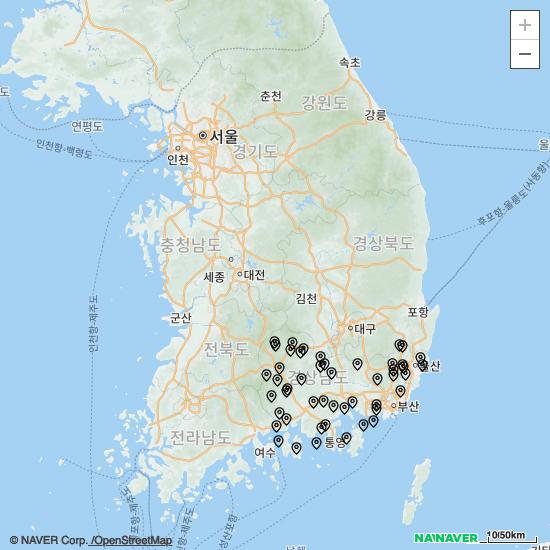 속초
춘천
강원도
강릉
연평도
서울
인천
경기도
인천항-백령도
울
후포항-울릉도(사동항)
충청남도
경상북도
세종
대전
김천
인천항-제주도
군산
포항
대구
전북도
울산
경상남도
부산
전라남도
여수
통영
© NAVER Corp. /OpenStreetMap
NA NAVER
10/50km